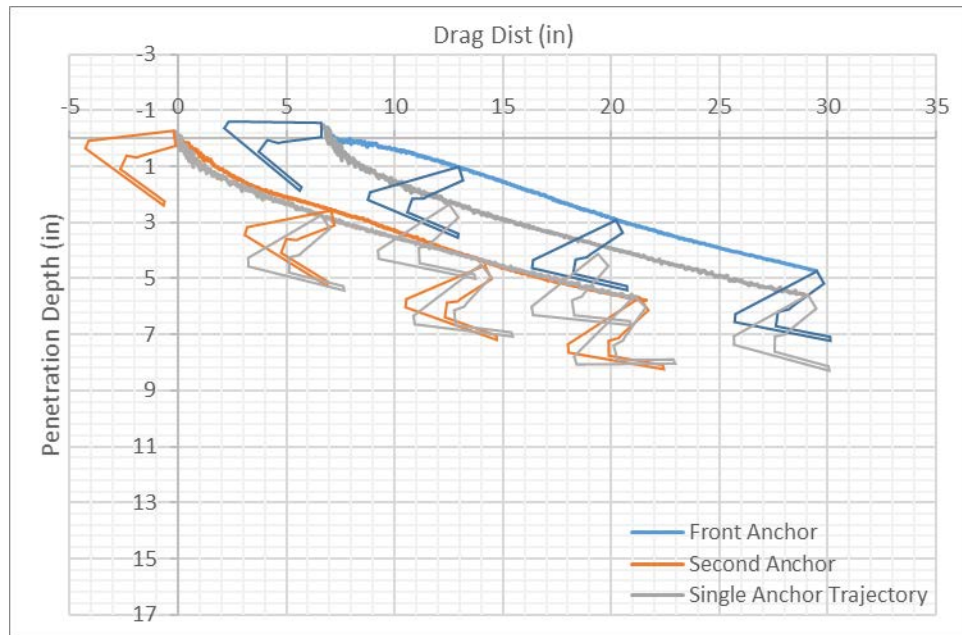 Drag Dist (in)
-3
-5 -1 0 5 10 15 20 25 30 35
1
3
5
7
9
11
13
15
17
Penetration Depth (in)
Front Anchor
Second Anchor
Single Anchor Trajectory